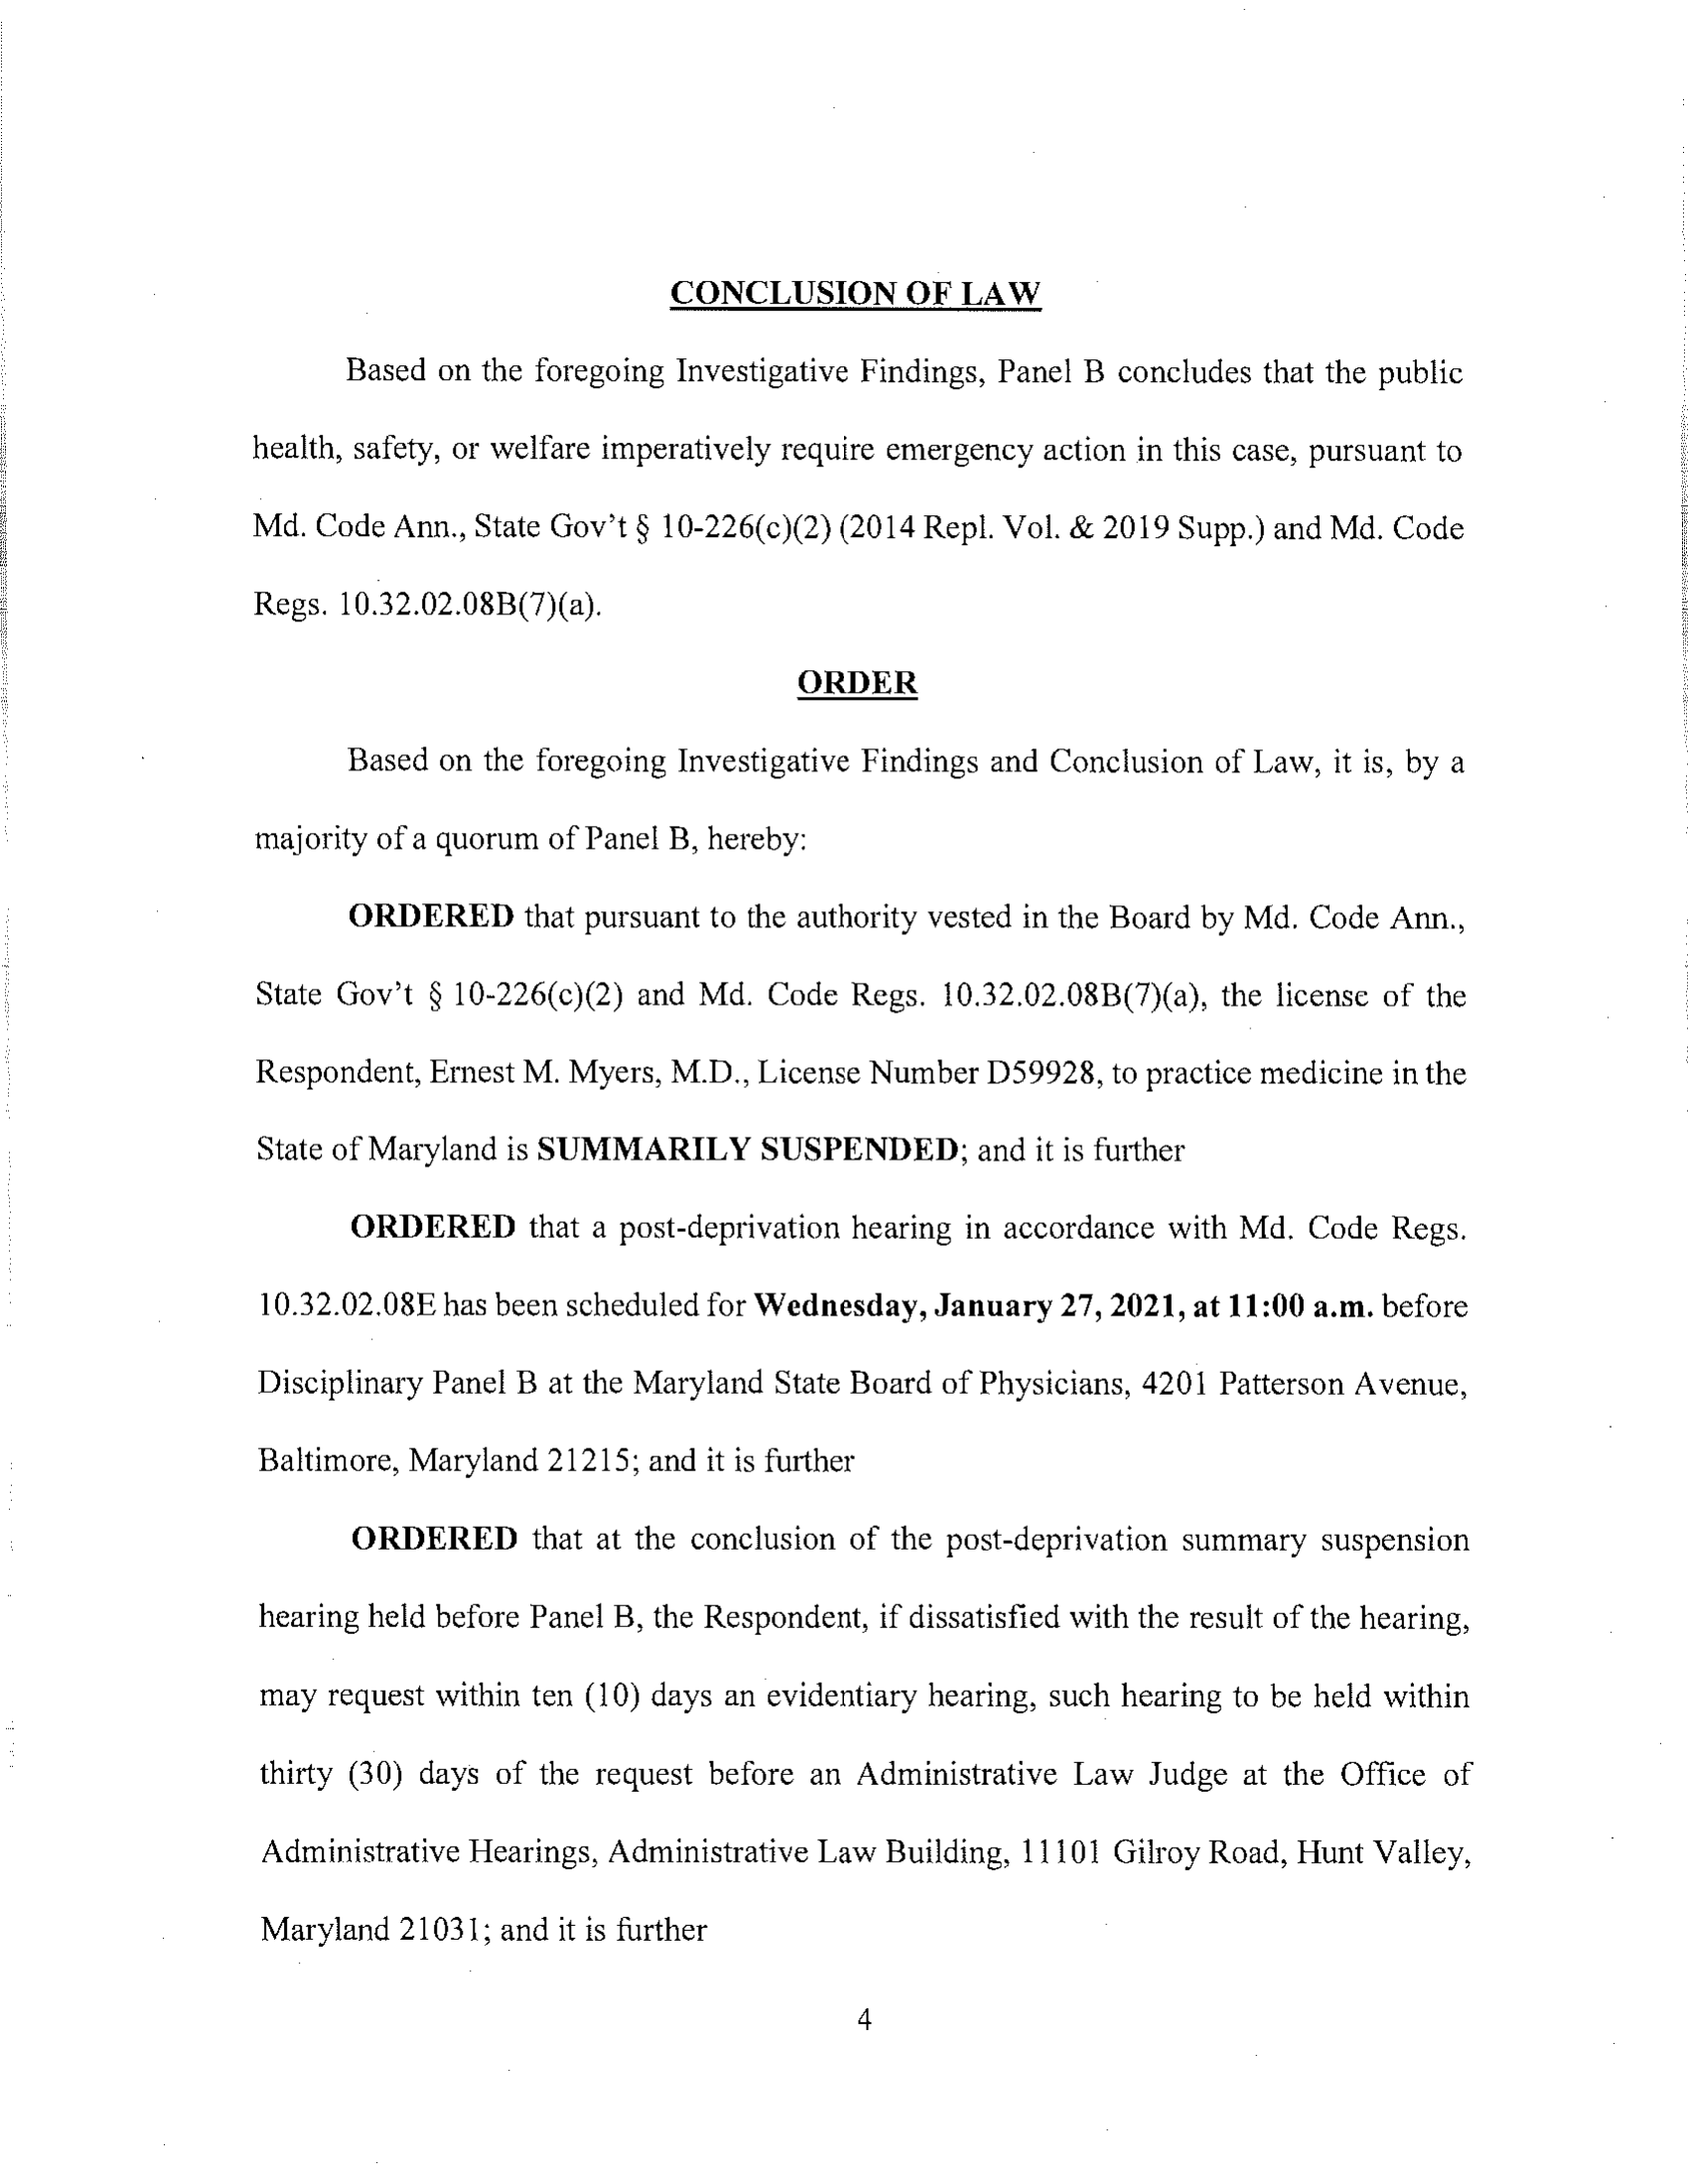 CONCLUSION OF LAW
Based on the foregoing Investigative Findings, Panel B concludes that the public
health, safety, or welfare imperatively require emergency action in this case, pursuant to
Md. Code Ann., State Gov't § 10-226(c)(2) (2014 Repl. Vol. & 2019 Supp.) and Md. Code
Regs. 10.32.02.08B(7)(a).
ORDER
Based on the foregoing Investigative Findings and Conclusion of Law, it is, by a
majority of a quorum of Panel B, hereby:
ORDERED that pursuant to the authority vested in the Board by Md. Code Ann.,
State Gov't § 10-226(c)(2) and Md. Code Regs. 10.32.02.08B(7)(a), the license of the
Respondent, Ernest M. Myers, M.D., License Number D59928, to practice medicine in the
State of Maryland is SUMMARILY SUSPENDED; and it is further
ORDERED that a post-deprivation hearing in accordance with Md. Code Regs.
10.32.02.08E has been scheduled for Wednesday, January 27, 2021, at 11:00 a.m. before
Disciplinary Panel B at the Maryland State Board of Physicians, 4201 Patterson Avenue,
Baltimore, Maryland 21215; and it is further
ORDERED that at the conclusion of the post-deprivation summary suspension
hearing held before Panel B, the Respondent, if dissatisfied with the result of the hearing,
may request within ten (10) days an evidentiary hearing, such hearing to be held within
thirty (30) days of the request before an Administrative Law Judge at the Office of
Administrative Hearings, Administrative Law Building, 11101 Gilroy Road, Hunt Valley,
Maryland 21031; and it is further
4